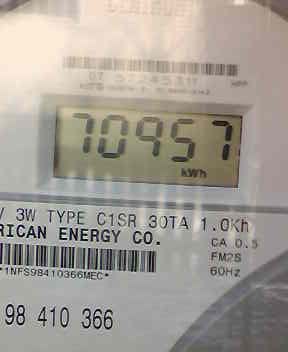 70957
kWh
/ 3W TYPE C1SR 30TA 1.0Kh
RICAN ENERGY CO.
CA 0.5
FM2S
60Hz
*1NFS98410366MEC*
98 410 366